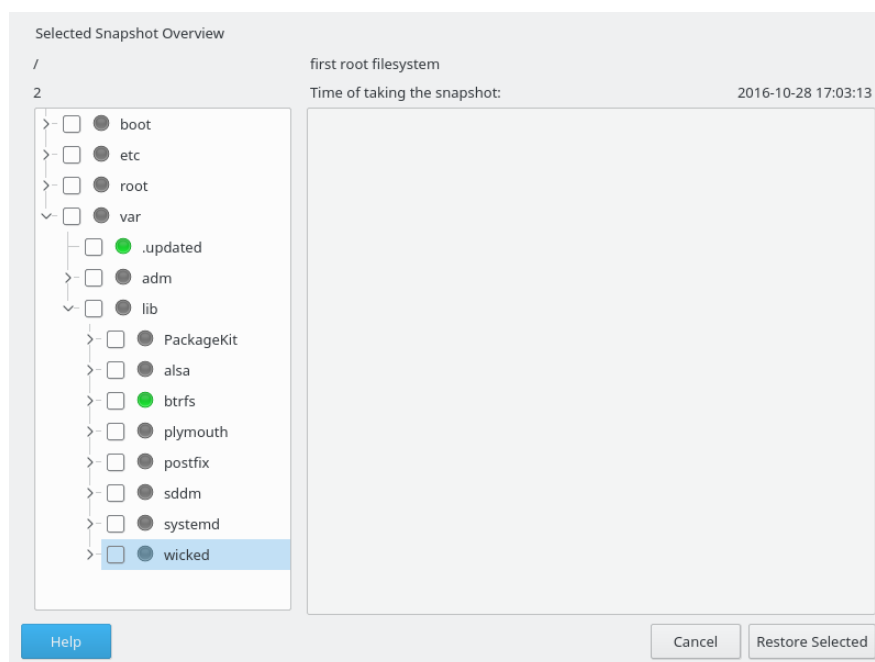 Selected Snapshot Overview
/ first root filesystem
2 Time of taking the snapshot: 2016-10-28 17:03:13
boot
etc
root
var
.updated
adm
lib
PackageKit
alsa
btrfs
plymouth
postfix
sddm
systemd
wicked
Help Cancel Restore Selected